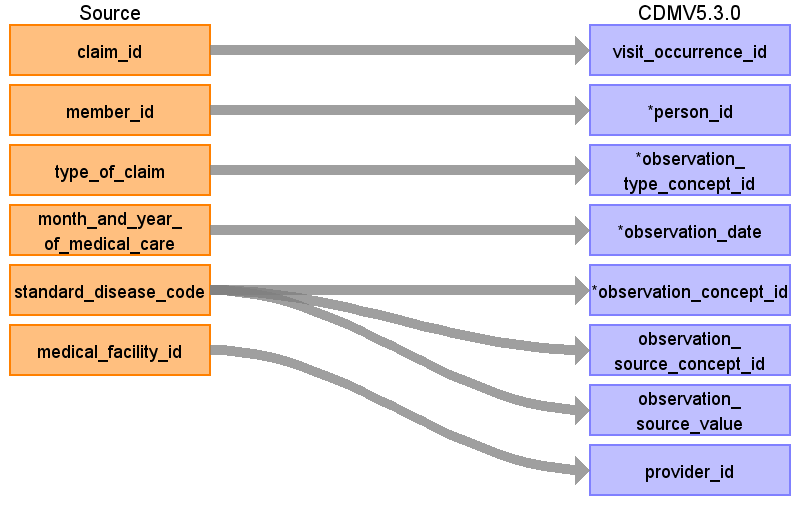 Source
CDMV5.3.0
claim_id
visit_occurrence_id
member_id
*person_id
type_of_claim
*observation_
type_concept_id
month_and_year_
of_medical_care
*observation_date
standard_disease_code
*observation_concept_id
medical_facility_id
observation_
source_concept_id
observation_
source_value
provider_id